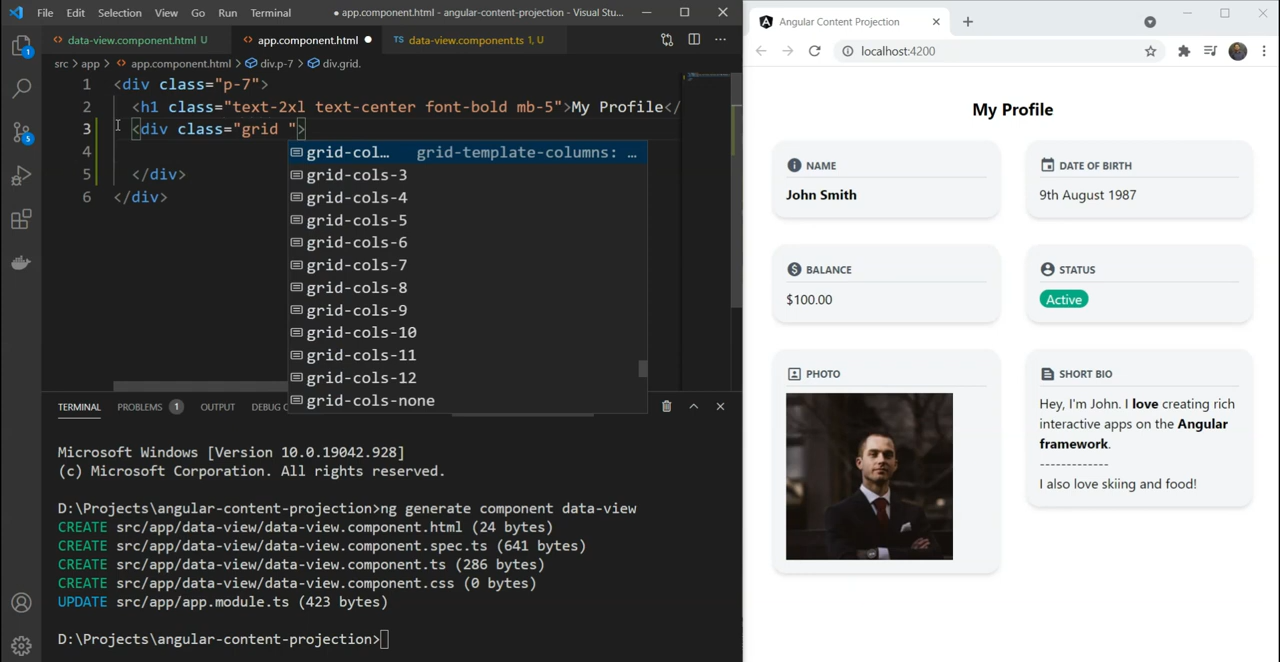 File Edit Selection View Go Run Terminal
● app.component.html - angular-content-projection - Visual Stu...
data-view.component.html U
app.component.html ●
TS data-view.component.ts 1, U
src > app > app.component.html > div.p-7 > div.grid.
1 <div class="p-7">
2 <h1 class="text-2xl text-center font-bold mb-5">My Profile</
3 <div class="grid ">
4
5 </div>
6 </div>
grid-col... grid-template-columns: …
grid-cols-3
grid-cols-4
grid-cols-5
grid-cols-6
grid-cols-7
grid-cols-8
grid-cols-9
grid-cols-10
grid-cols-11
grid-cols-12
grid-cols-none
1
5
TERMINAL PROBLEMS 1 OUTPUT DEBUG
Microsoft Windows [Version 10.0.19042.928]
(c) Microsoft Corporation. All rights reserved.
D:\Projects\angular-content-projection>ng generate component data-view
CREATE src/app/data-view/data-view.component.html (24 bytes)
CREATE src/app/data-view/data-view.component.spec.ts (641 bytes)
CREATE src/app/data-view/data-view.component.ts (286 bytes)
CREATE src/app/data-view/data-view.component.css (0 bytes)
UPDATE src/app/app.module.ts (423 bytes)
D:\Projects\angular-content-projection>
Angular Content Projection
localhost:4200
My Profile
NAME
John Smith
DATE OF BIRTH
9th August 1987
BALANCE
$100.00
STATUS
Active
PHOTO
SHORT BIO
Hey, I'm John. I love creating rich
interactive apps on the Angular
framework.
-------------
I also love skiing and food!